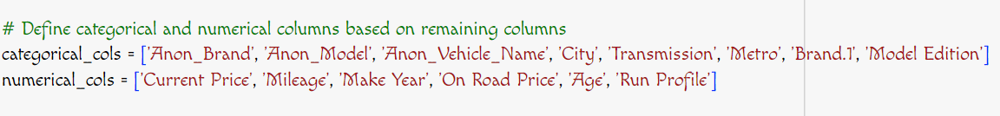 # Define categorical and numerical columns based on remaining columns
categorical_cols = ['Anon_Brand', 'Anon_Model', 'Anon_Vehicle_Name', 'City', 'Transmission', 'Metro', 'Brand.1', 'Model Edition']
numerical_cols = ['Current Price', 'Mileage', 'Make Year', 'On Road Price', 'Age', 'Run Profile']